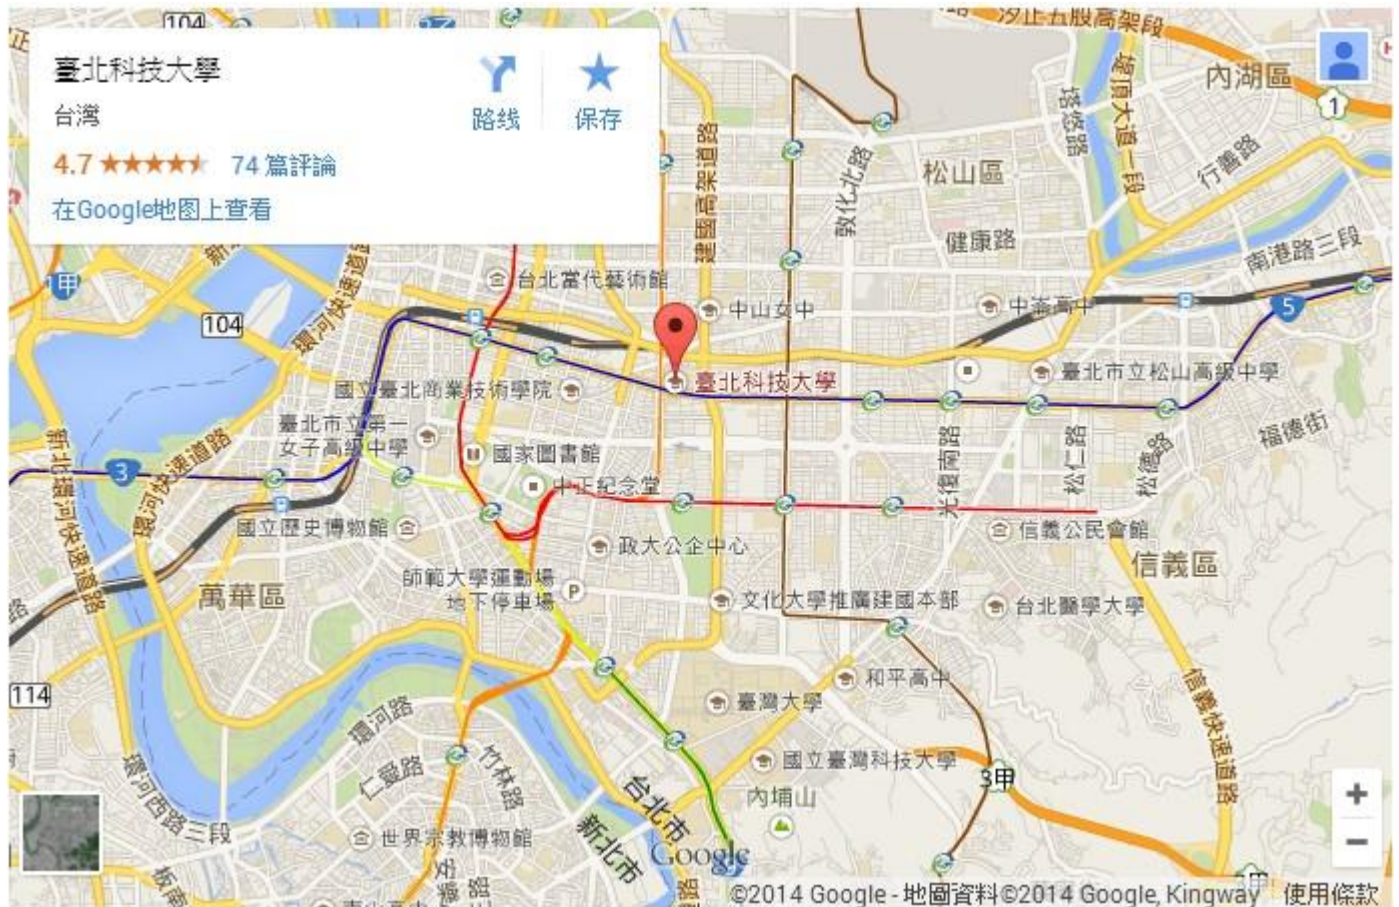 104
汐止五股高架段
臺北科技大學
台灣
路线
保存
4.7
74 篇評論
在Google地图上查看
內湖區
1
堤頂大道一段
塔悠路
行善路
建國高架道路
敦化北路
松山區
健康路
南港路三段
1甲
104
環河快速道路
台北當代藝術館
中山女中
中崙高中
5
臺北科技大學
國立臺北商業技術學院
臺北市立松山高級中學
臺北市立第一
女子高級中學
國家圖書館
福德街
光復南路
松仁路
松德路
3
環河快速道路
新北環河快速道路
中正紀念堂
國立歷史博物館
信義公民會館
政大公企中心
信義區
師範大學運動場
地下停車場
P
萬華區
文化大學推廣建國本部
台北醫學大學
114
和平高中
臺灣大學
信義快速道路
環河路
仁愛路
竹林路
國立臺灣科技大學
3甲
內埔山
環河西路三段
台北市
新北市
世界宗教博物館
Google
+
−
©2014 Google - 地圖資料©2014 Google, Kingway
使用條款